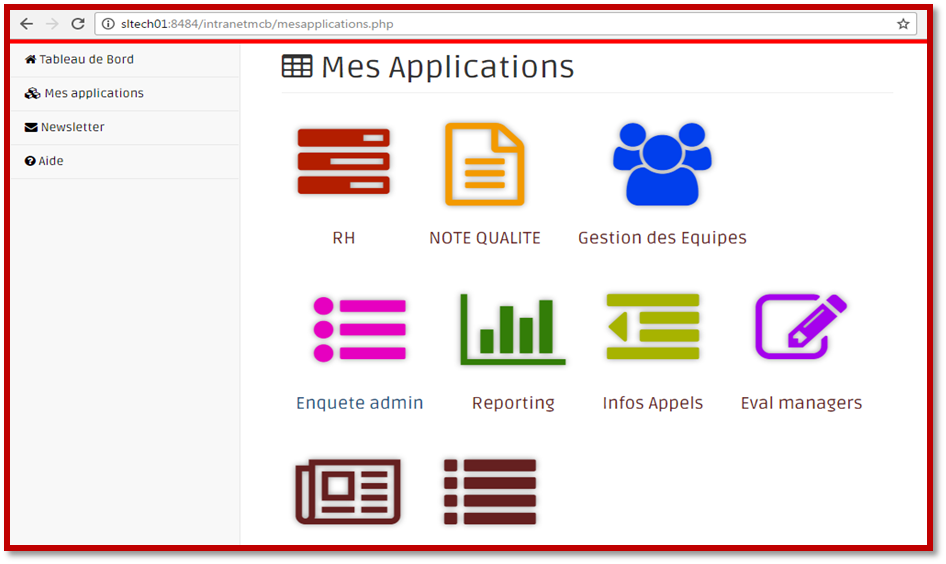 sltech01:8484/intranetmcb/mesapplications.php
Tableau de Bord
Mes applications
Newsletter
Aide
Mes Applications
RH
NOTE QUALITE
Gestion des Equipes
Enquete admin
Reporting
Infos Appels
Eval managers